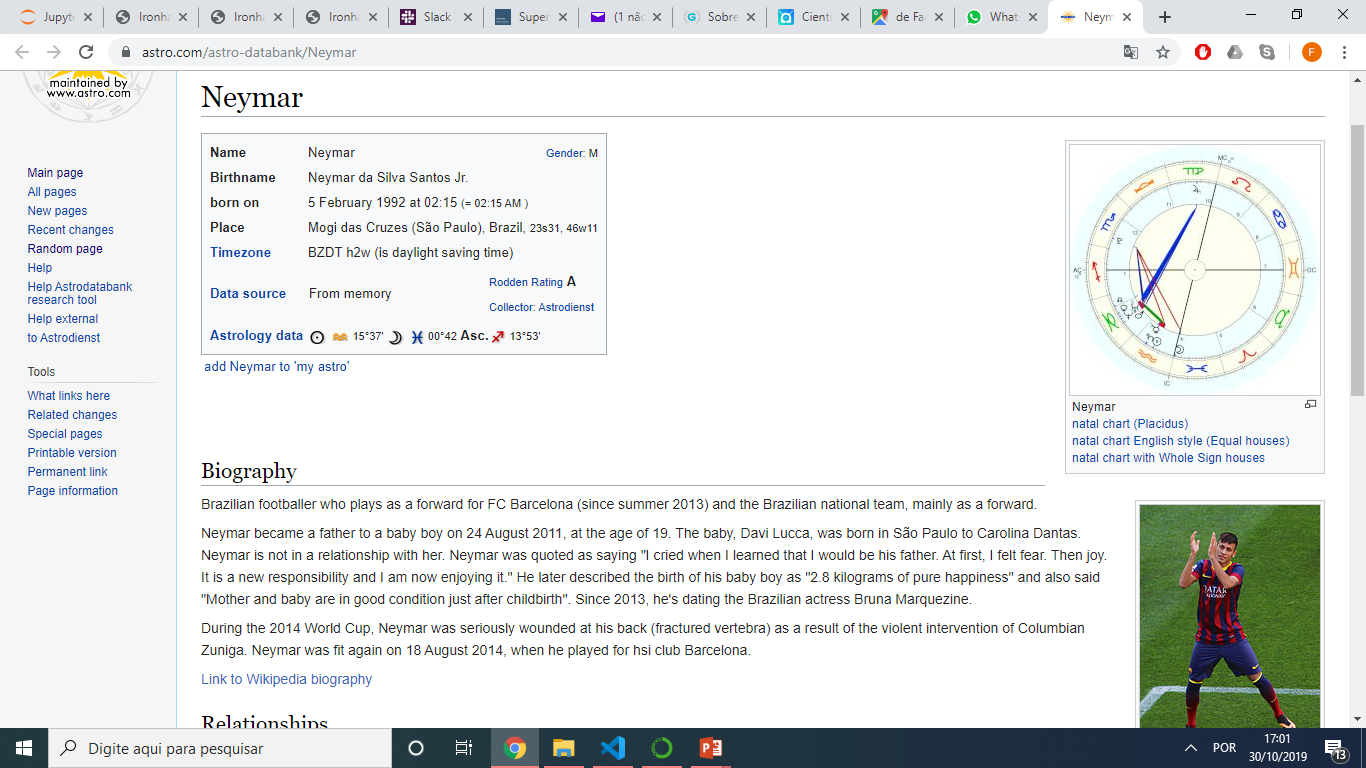 Jupyte
Ironha
Ironha
Ironha
Slack
Super
(1 não
Sobre
Cienti
de Fa
What
Neym
astro.com/astro-databank/Neymar
F
maintained by
www.astro.com
Main page
All pages
New pages
Recent changes
Random page
Help
Help Astrodatabank
research tool
Help external
to Astrodienst
Tools
What links here
Related changes
Special pages
Printable version
Permanent link
Page information
Neymar
Name Neymar Gender: M
Birthname Neymar da Silva Santos Jr.
born on 5 February 1992 at 02:15 (= 02:15 AM )
Place Mogi das Cruzes (São Paulo), Brazil, 23s31, 46w11
Timezone BZDT h2w (is daylight saving time)
Data source From memory
Rodden Rating A
Collector: Astrodienst
Astrology data 15°37' 00°42 Asc. 13°53'
add Neymar to 'my astro'
MC
AC
DC
IC
Neymar
natal chart (Placidus)
natal chart English style (Equal houses)
natal chart with Whole Sign houses
Biography
Brazilian footballer who plays as a forward for FC Barcelona (since summer 2013) and the Brazilian national team, mainly as a forward.
Neymar became a father to a baby boy on 24 August 2011, at the age of 19. The baby, Davi Lucca, was born in São Paulo to Carolina Dantas.
Neymar is not in a relationship with her. Neymar was quoted as saying "I cried when I learned that I would be his father. At first, I felt fear. Then joy.
It is a new responsibility and I am now enjoying it." He later described the birth of his baby boy as "2.8 kilograms of pure happiness" and also said
"Mother and baby are in good condition just after childbirth". Since 2013, he's dating the Brazilian actress Bruna Marquezine.
During the 2014 World Cup, Neymar was seriously wounded at his back (fractured vertebra) as a result of the violent intervention of Columbian
Zuniga. Neymar was fit again on 18 August 2014, when he played for hsi club Barcelona.
Link to Wikipedia biography
QATAR
AIRWAYS
Relationships
Digite aqui para pesquisar
POR
17:01
30/10/2019
13